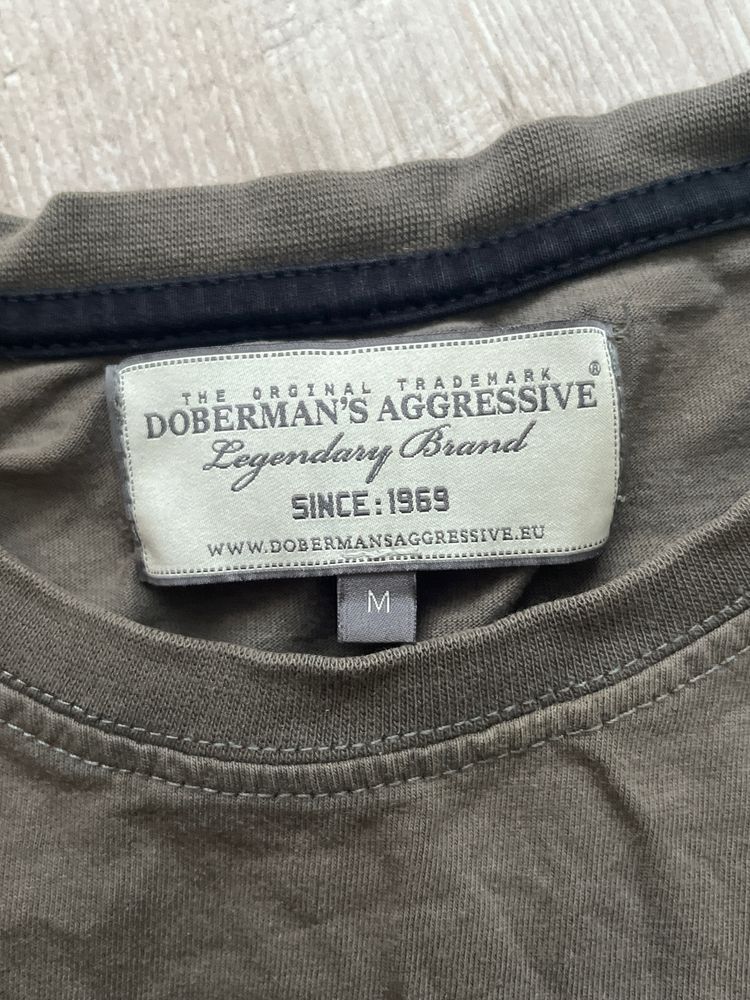 THE ORGINAL TRADEMARK ®
DOBERMAN'S AGGRESSIVE
Legendary Brand
SINCE: 1969
WWW.DOBERMANSAGGRESSIVE.EU
M